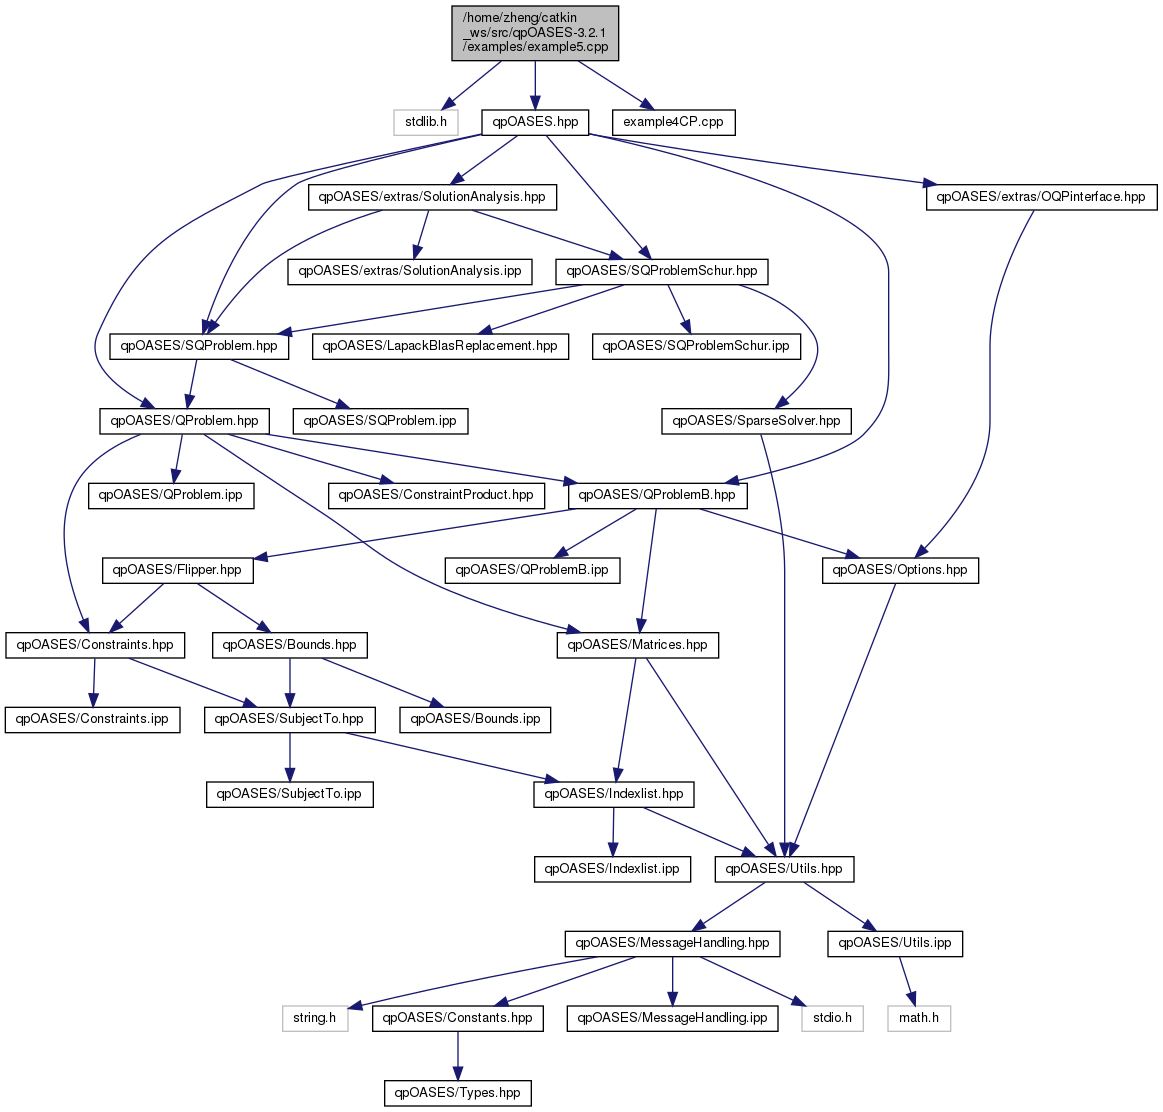 /home/zheng/catkin
_ws/src/qpOASES-3.2.1
/examples/example5.cpp
stdlib.h
qpOASES.hpp
example4CP.cpp
qpOASES/extras/SolutionAnalysis.hpp
qpOASES/extras/OQPinterface.hpp
qpOASES/extras/SolutionAnalysis.ipp
qpOASES/SQProblemSchur.hpp
qpOASES/SQProblem.hpp
qpOASES/LapackBlasReplacement.hpp
qpOASES/SQProblemSchur.ipp
qpOASES/QProblem.hpp
qpOASES/SQProblem.ipp
qpOASES/SparseSolver.hpp
qpOASES/QProblem.ipp
qpOASES/ConstraintProduct.hpp
qpOASES/QProblemB.hpp
qpOASES/Flipper.hpp
qpOASES/QProblemB.ipp
qpOASES/Options.hpp
qpOASES/Constraints.hpp
qpOASES/Bounds.hpp
qpOASES/Matrices.hpp
qpOASES/Constraints.ipp
qpOASES/SubjectTo.hpp
qpOASES/Bounds.ipp
qpOASES/SubjectTo.ipp
qpOASES/Indexlist.hpp
qpOASES/Indexlist.ipp
qpOASES/Utils.hpp
qpOASES/MessageHandling.hpp
qpOASES/Utils.ipp
string.h
qpOASES/Constants.hpp
qpOASES/MessageHandling.ipp
stdio.h
math.h
qpOASES/Types.hpp